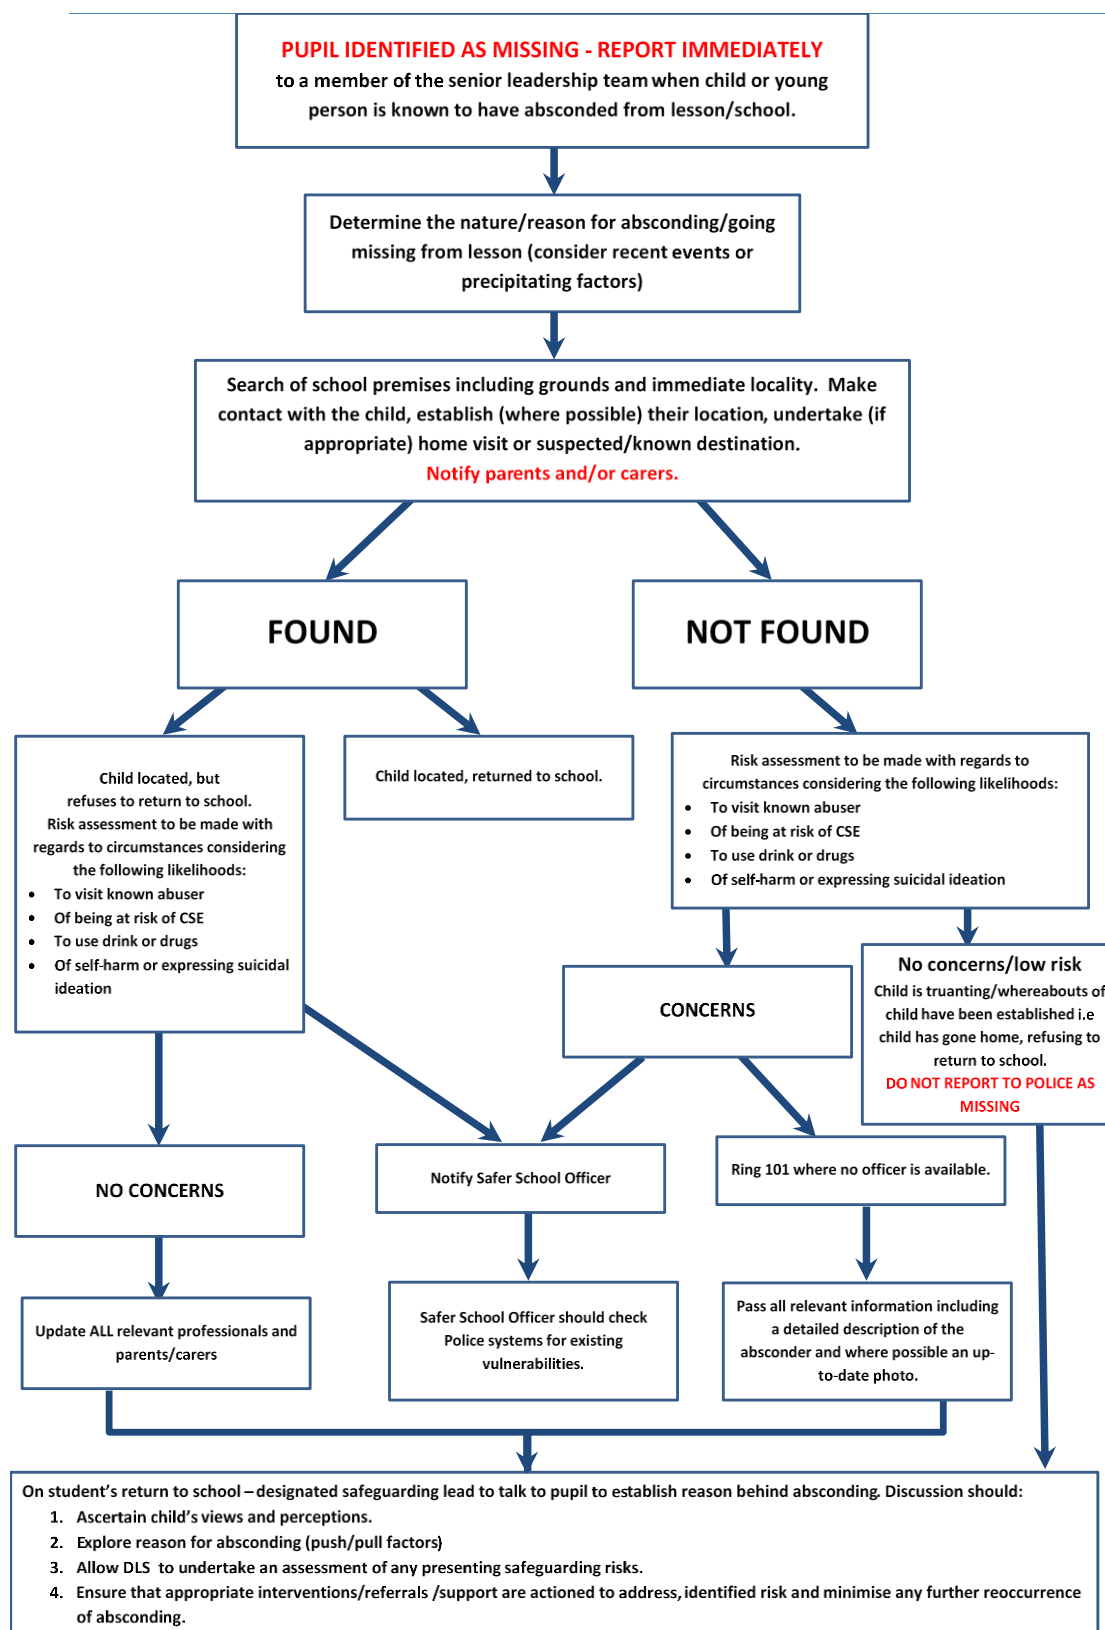 PUPIL IDENTIFIED AS MISSING - REPORT IMMEDIATELY
to a member of the senior leadership team when child or young
person is known to have absconded from lesson/school.
Determine the nature/reason for absconding/going
missing from lesson (consider recent events or
precipitating factors)
Search of school premises including grounds and immediate locality. Make
contact with the child, establish (where possible) their location, undertake (if
appropriate) home visit or suspected/known destination.
Notify parents and/or carers.
FOUND
NOT FOUND
Child located, but
refuses to return to school.
Risk assessment to be made with
regards to circumstances considering
the following likelihoods:
• To visit known abuser
• Of being at risk of CSE
• To use drink or drugs
• Of self-harm or expressing suicidal
ideation
Child located, returned to school.
Risk assessment to be made with regards to
circumstances considering the following likelihoods:
• To visit known abuser
• Of being at risk of CSE
• To use drink or drugs
• Of self-harm or expressing suicidal ideation
CONCERNS
No concerns/low risk
Child is truanting/whereabouts of
child have been established i.e
child has gone home, refusing to
return to school.
DO NOT REPORT TO POLICE AS
MISSING
NO CONCERNS
Notify Safer School Officer
Ring 101 where no officer is available.
Update ALL relevant professionals and
parents/carers
Safer School Officer should check
Police systems for existing
vulnerabilities.
Pass all relevant information including
a detailed description of the
absconder and where possible an up-
to-date photo.
On student's return to school – designated safeguarding lead to talk to pupil to establish reason behind absconding. Discussion should:
1. Ascertain child's views and perceptions.
2. Explore reason for absconding (push/pull factors)
3. Allow DLS to undertake an assessment of any presenting safeguarding risks.
4. Ensure that appropriate interventions/referrals /support are actioned to address, identified risk and minimise any further reoccurrence
of absconding.